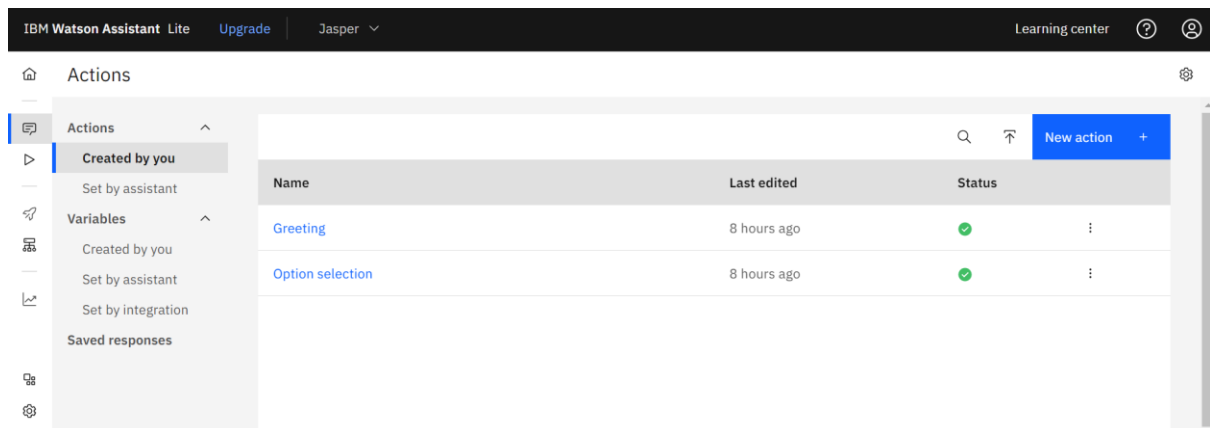 IBM Watson Assistant Lite Upgrade Jasper Learning center
Actions
Actions
Created by you
Set by assistant
Variables
Created by you
Set by assistant
Set by integration
Saved responses
New action +
Name Last edited Status
Greeting 8 hours ago
Option selection 8 hours ago